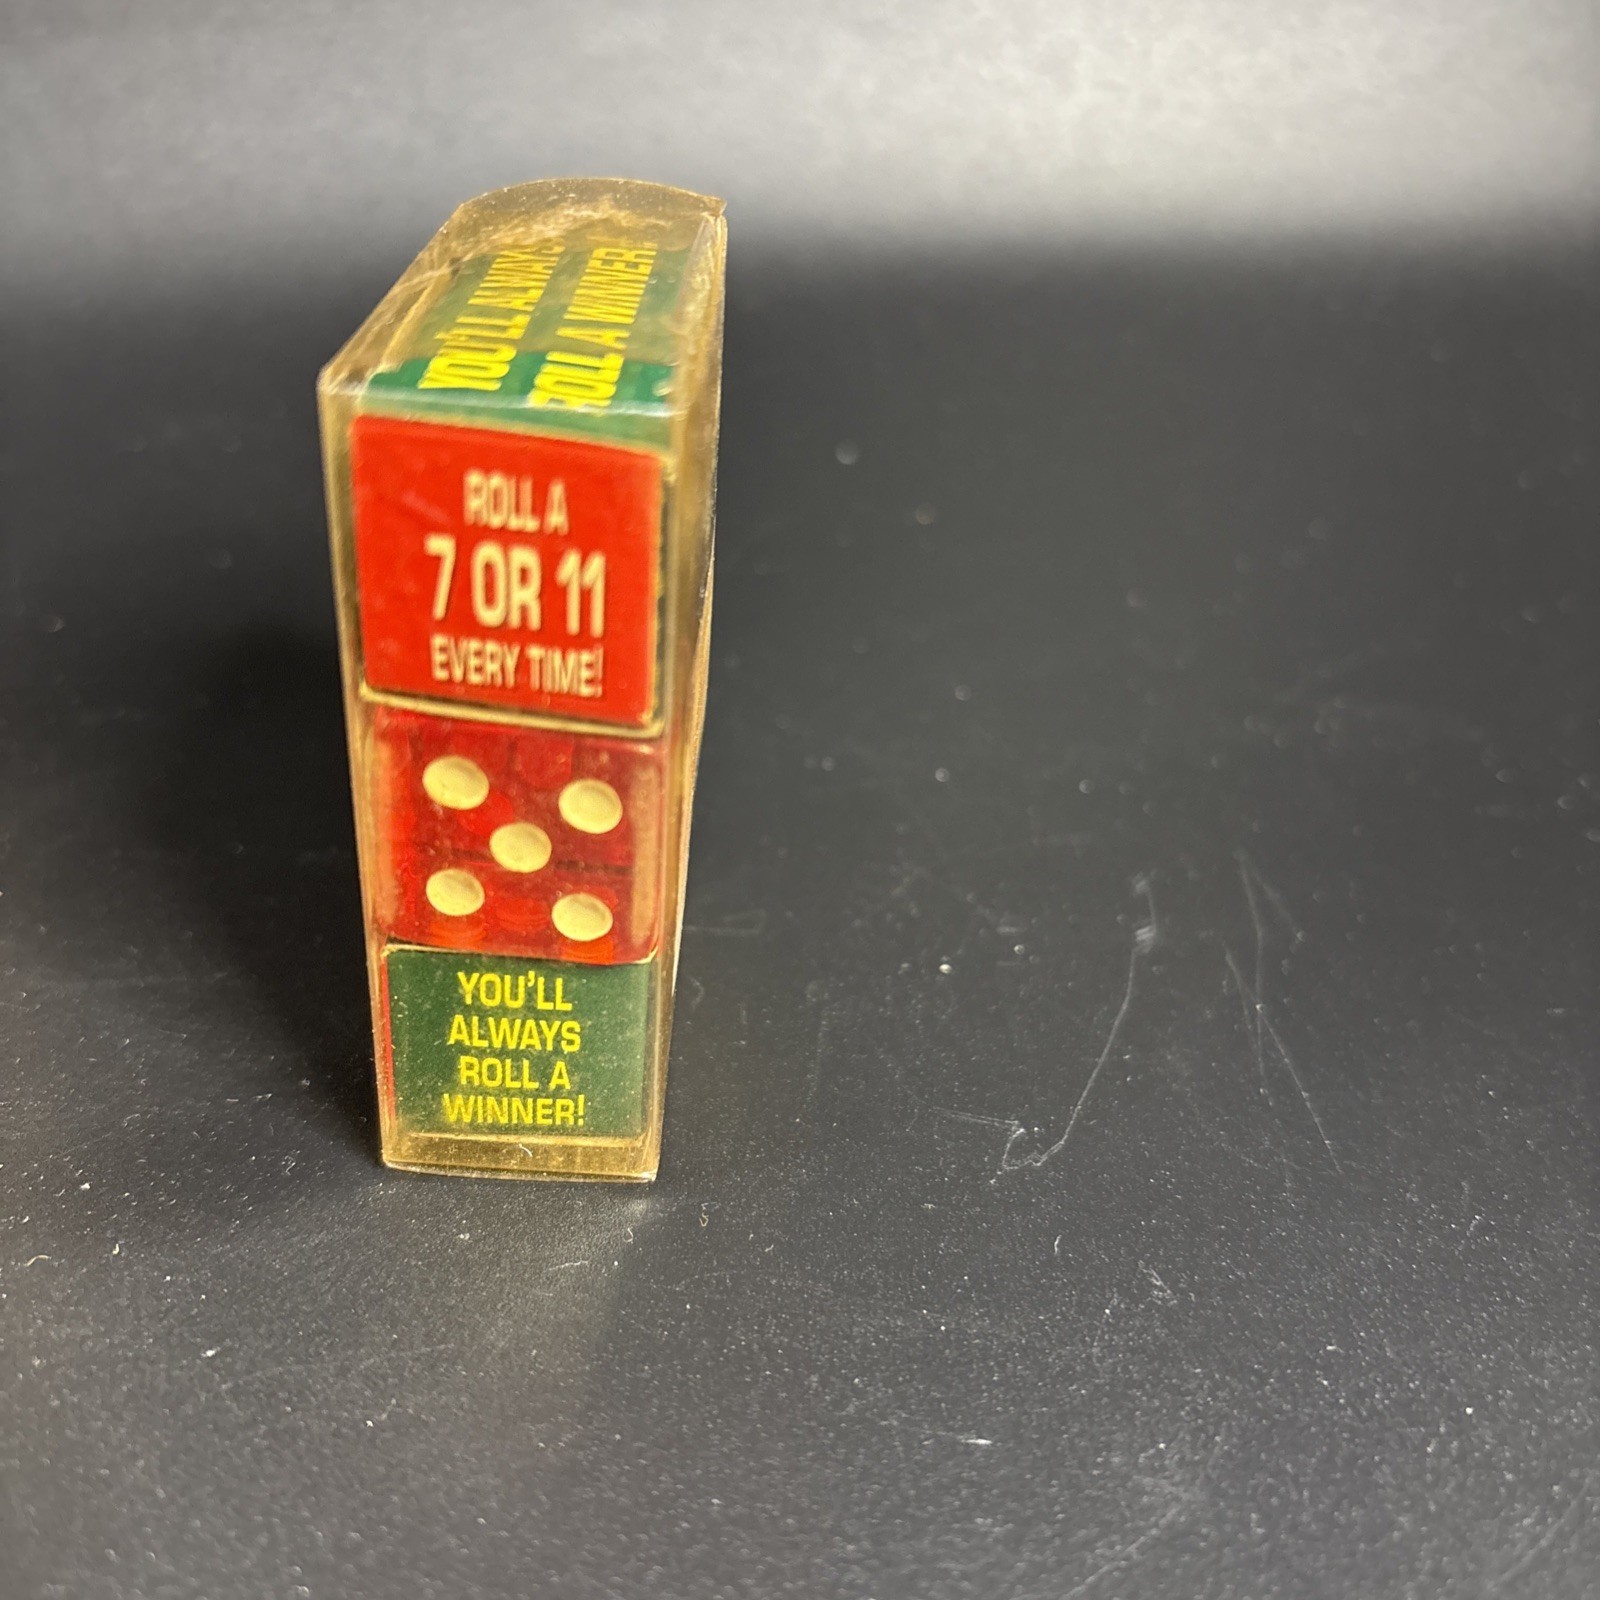 YOU'LL ALWAYS
ROLL A WINNER!
ROLL A
7 OR 11
EVERY TIME!
YOU'LL
ALWAYS
ROLL A
WINNER!